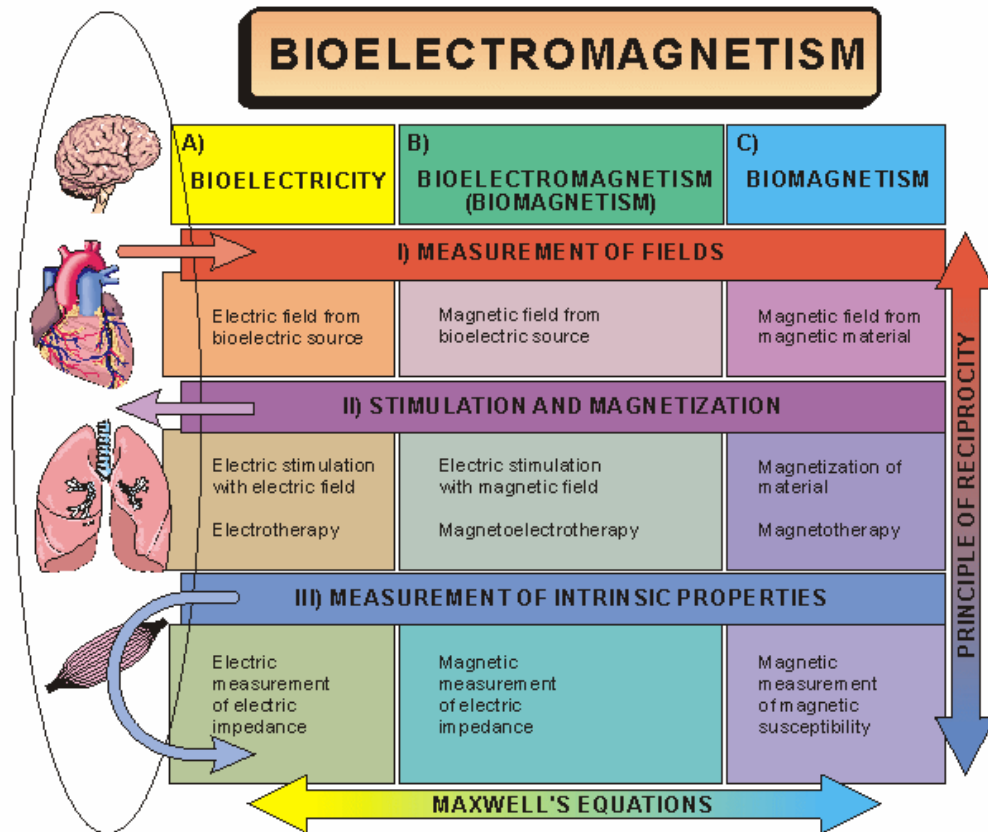 BIOELECTROMAGNETISM
A)
BIOELECTRICITY
B)
BIOELECTROMAGNETISM
(BIOMAGNETISM)
C)
BIOMAGNETISM
I) MEASUREMENT OF FIELDS
Electric field from
bioelectric source
Magnetic field from
bioelectric source
Magnetic field from
magnetic material
II) STIMULATION AND MAGNETIZATION
Electric stimulation
with electric field
Electrotherapy
Electric stimulation
with magnetic field
Magnetoelectrotherapy
Magnetization of
material
Magnetotherapy
III) MEASUREMENT OF INTRINSIC PROPERTIES
Electric
measurement
of electric
impedance
Magnetic
measurement
of electric
impedance
Magnetic
measurement
of magnetic
susceptibility
PRINCIPLE OF RECIPROCITY
MAXWELL'S EQUATIONS